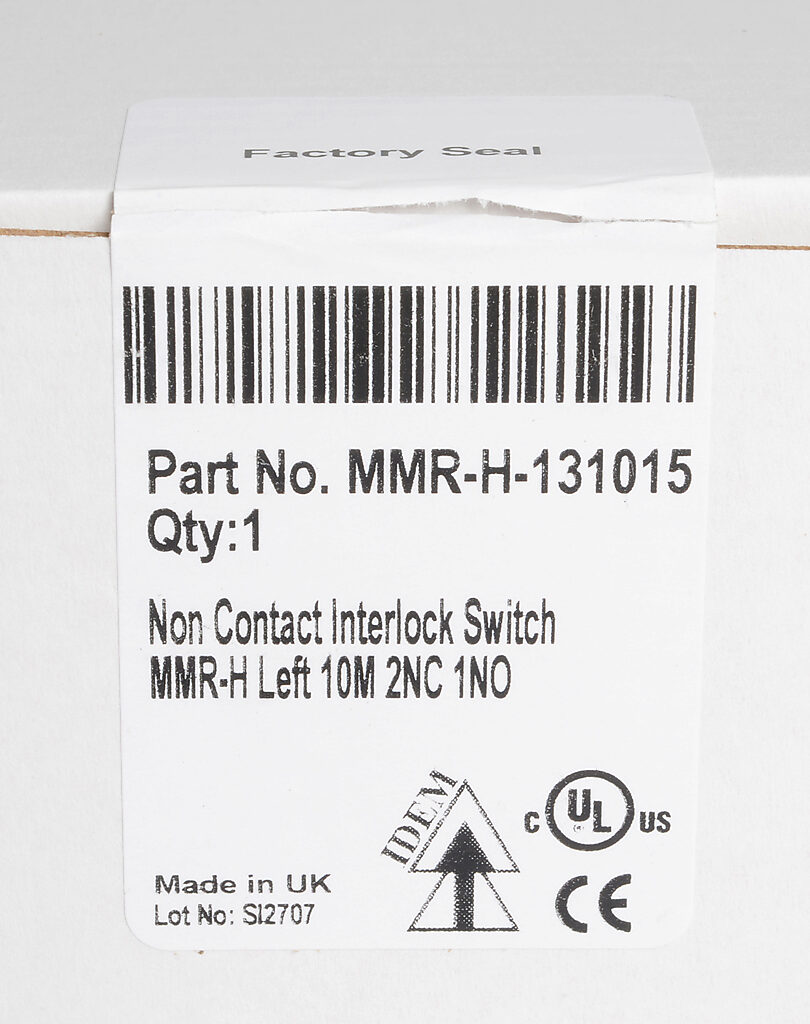 Factory Seal
Part No. MMR-H-131015
Qty:1
Non Contact Interlock Switch
MMR-H Left 10M 2NC 1NO
IDEM
C UL US
CE
Made in UK
Lot No: SI2707